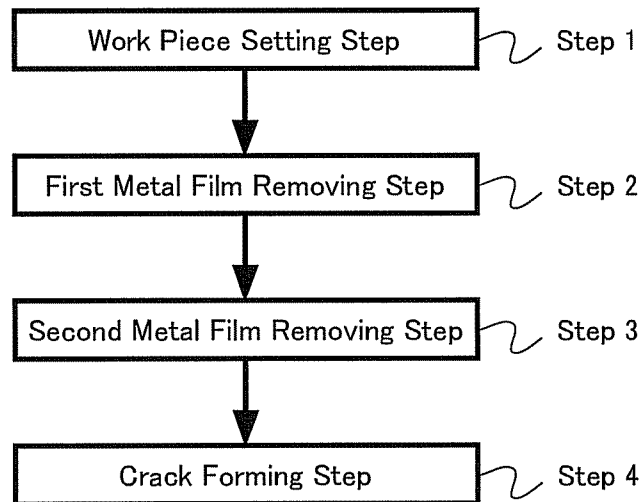 Work Piece Setting Step Step 1
First Metal Film Removing Step Step 2
Second Metal Film Removing Step Step 3
Crack Forming Step Step 4